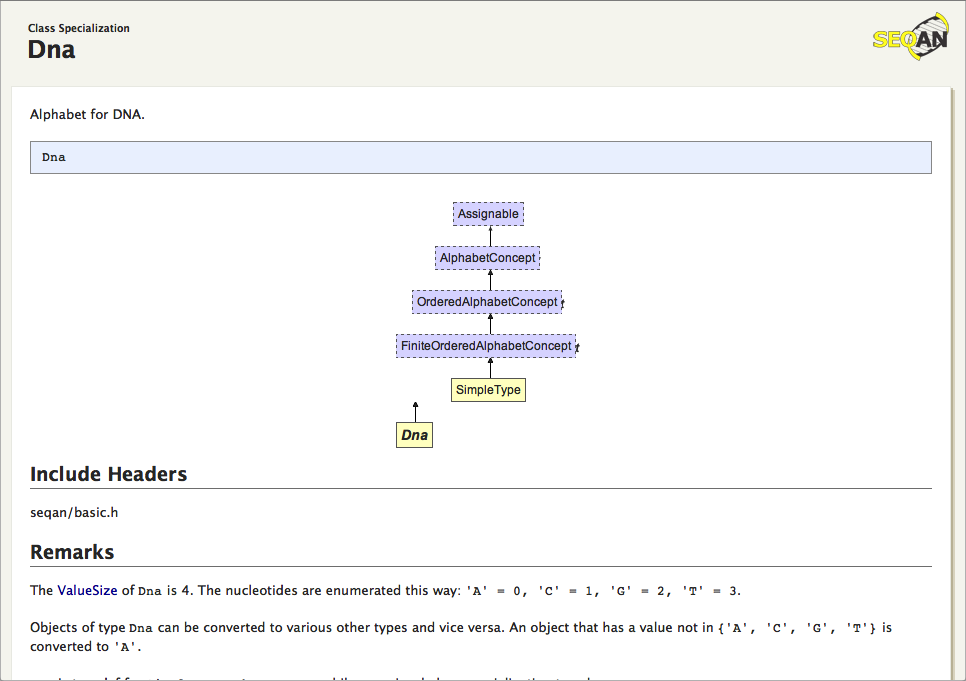 Class Specialization
Dna
SEQAN
Alphabet for DNA.
Dna
Assignable
AlphabetConcept
OrderedAlphabetConcept
FiniteOrderedAlphabetConcept
SimpleType
Dna
Include Headers
seqan/basic.h
Remarks
The ValueSize of Dna is 4. The nucleotides are enumerated this way: 'A' = 0, 'C' = 1, 'G' = 2, 'T' = 3.
Objects of type Dna can be converted to various other types and vice versa. An object that has a value not in {'A', 'C', 'G', 'T'} is
converted to 'A'.